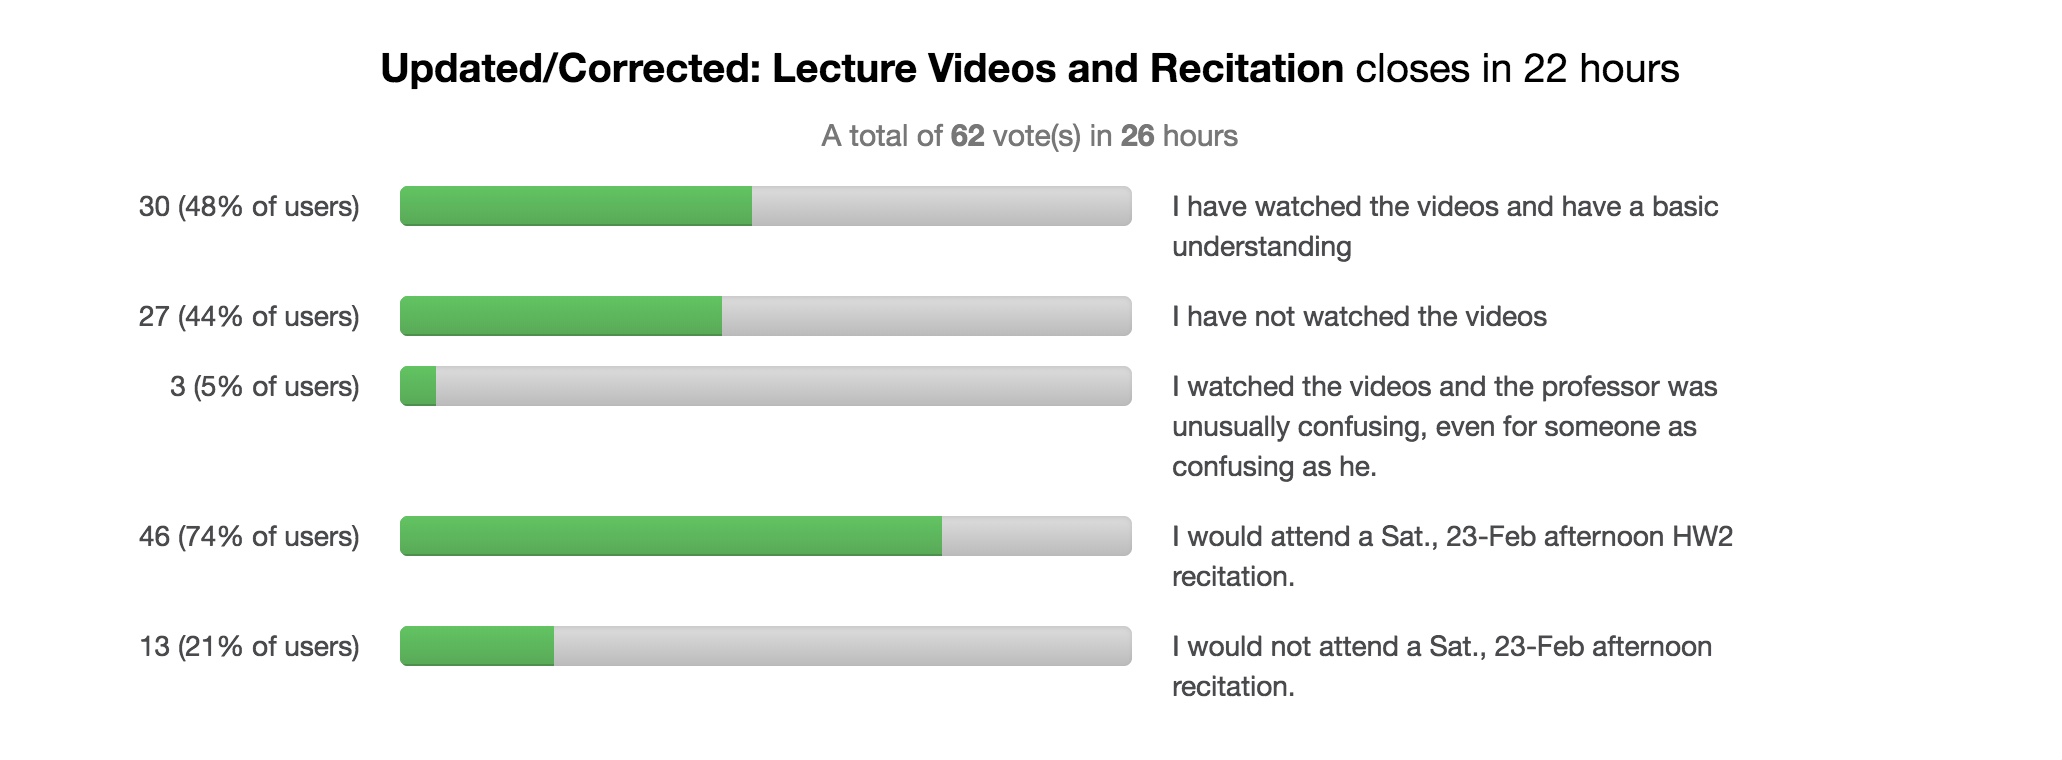 Updated/Corrected: Lecture Videos and Recitation closes in 22 hours
A total of 62 vote(s) in 26 hours
30 (48% of users)
I have watched the videos and have a basic
understanding
27 (44% of users)
I have not watched the videos
3 (5% of users)
I watched the videos and the professor was
unusually confusing, even for someone as
confusing as he.
46 (74% of users)
I would attend a Sat., 23-Feb afternoon HW2
recitation.
13 (21% of users)
I would not attend a Sat., 23-Feb afternoon
recitation.